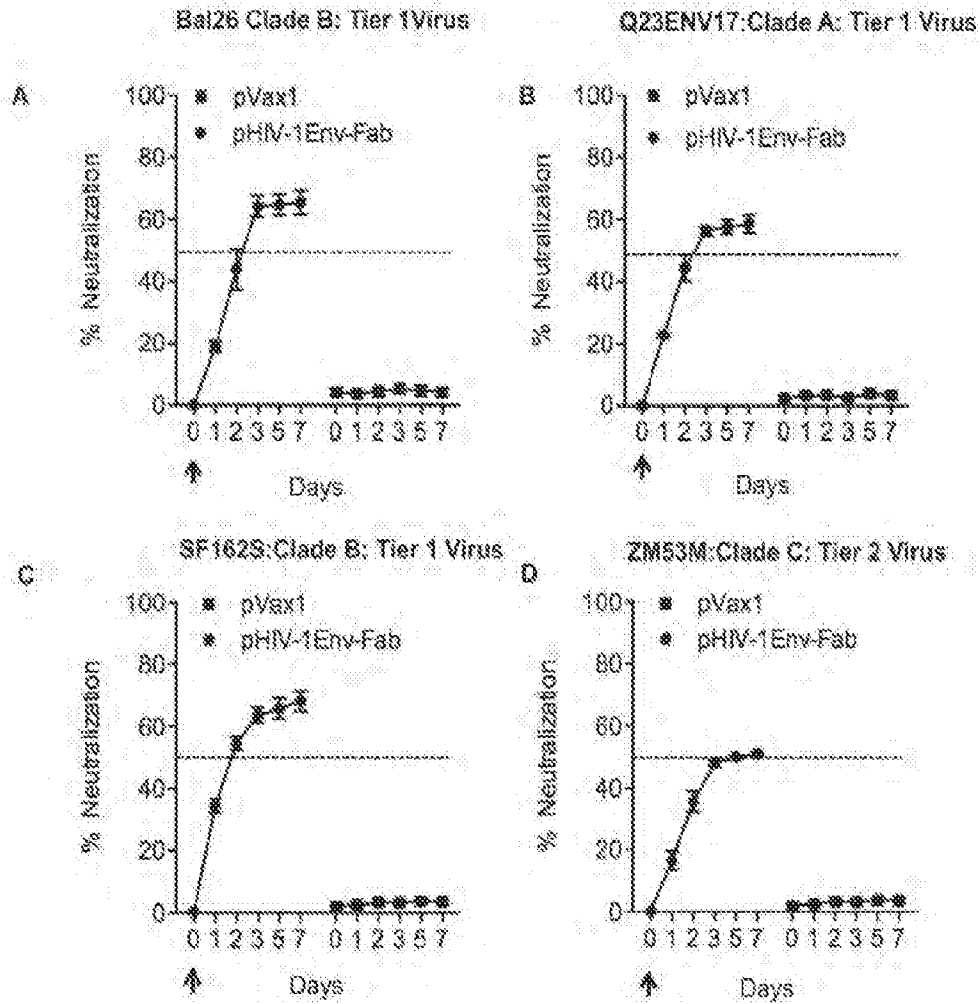 Bal26 Clade B: Tier 1Virus
A
100
80
60
40
20
0
% Neutralization
pVax1
pHIV-1Env-Fab
0 1 2 3 5 7 0 1 2 3 5 7
Days
Q23ENV17:Clade A: Tier 1 Virus
B
100
80
60
40
20
0
% Neutralization
pVax1
pHIV-1Env-Fab
0 1 2 3 5 7 0 1 2 3 5 7
Days
SF162S:Clade B: Tier 1 Virus
C
100
80
60
40
20
0
% Neutralization
pVax1
pHIV-1Env-Fab
0 1 2 3 5 7 0 1 2 3 5 7
Days
ZM53M:Clade C: Tier 2 Virus
D
100
80
60
40
20
0
% Neutralization
pVax1
pHIV-1Env-Fab
0 1 2 3 5 7 0 1 2 3 5 7
Days